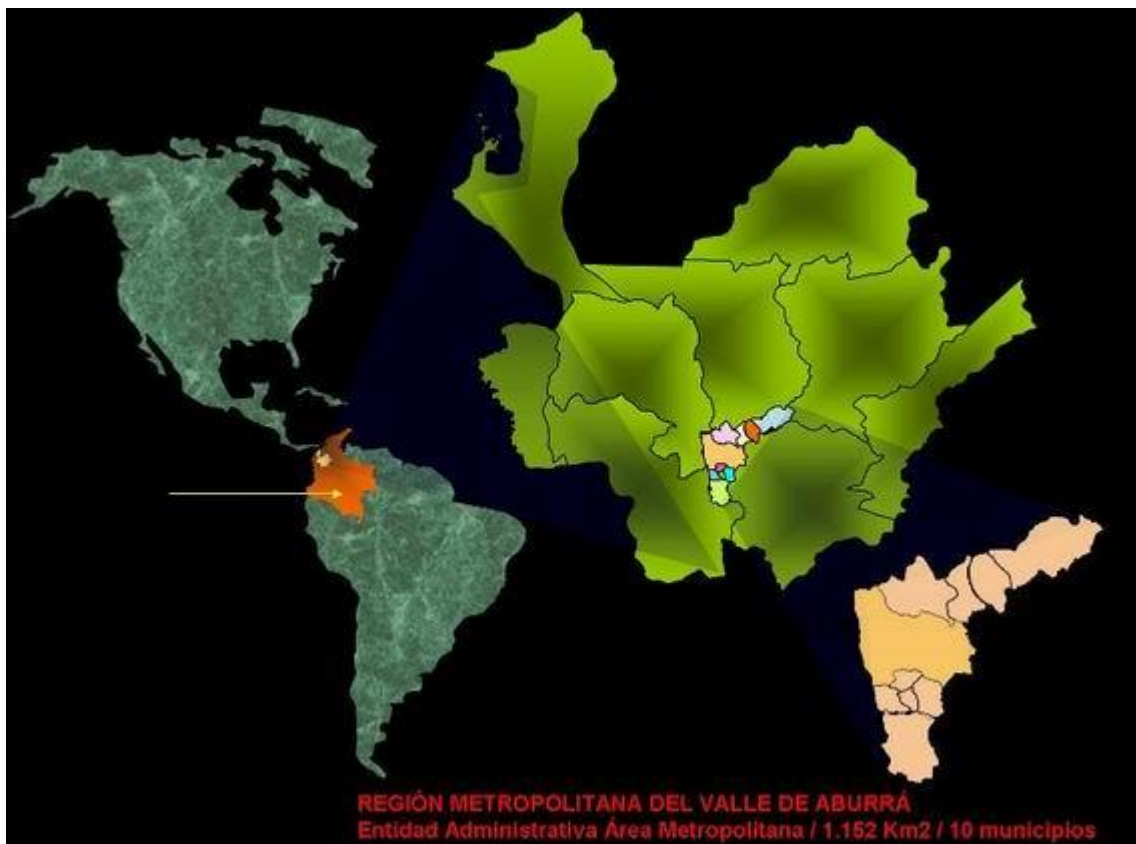 REGIÓN METROPOLITANA DEL VALLE DE ABURRÁ
Entidad Administrativa Área Metropolitana / 1.152 Km2 / 10 municipios